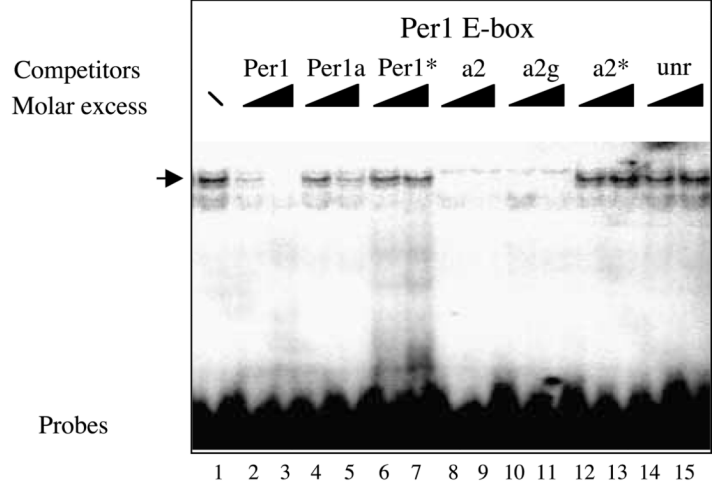 Per1 E-box
Competitors Per1 Per1a Per1* a2 a2g a2* unr
Molar excess
Probes
1 2 3 4 5 6 7 8 9 10 11 12 13 14 15